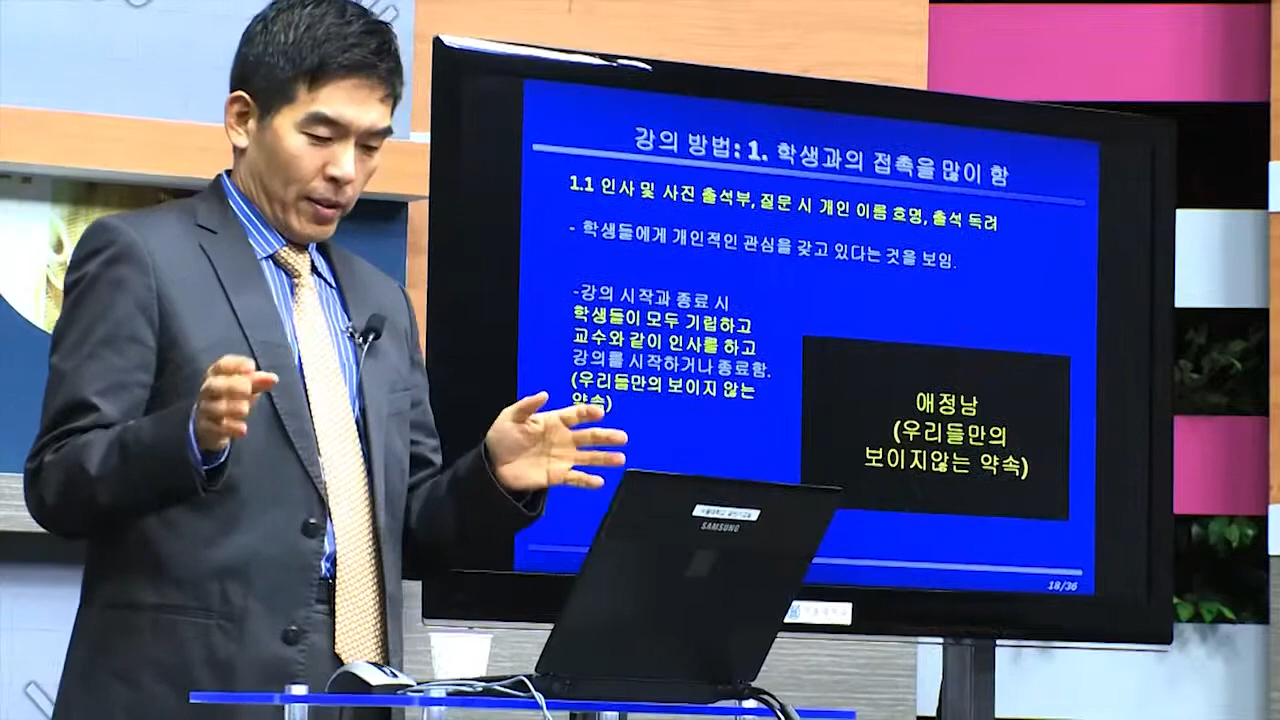 강의 방법: 1. 학생과의 접촉을 많이 함
1.1 인사 및 사진 출석부, 질문 시 개인 이름 호명, 출석 독려
- 학생들에게 개인적인 관심을 갖고 있다는 것을 보임.
-강의 시작과 종료 시
학생들이 모두 기립하고
교수와 같이 인사를 하고
강의를 시작하거나 종료함.
(우리들만의 보이지 않는
약속)
애정남
(우리들만의
보이지않는 약속)
18/36
SAMSUNG